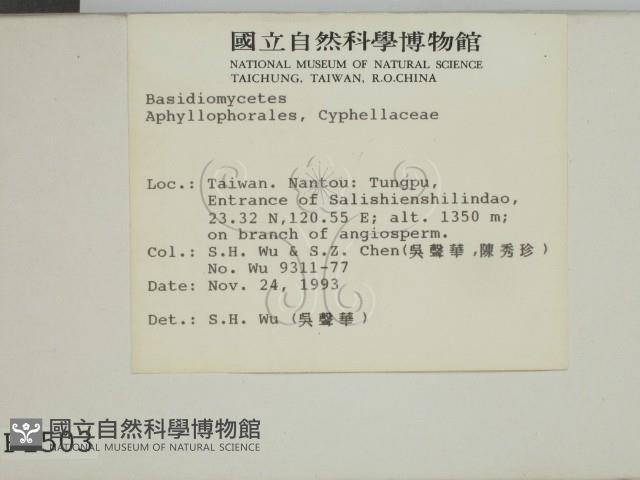 國立自然科學博物館
NATIONAL MUSEUM OF NATURAL SCIENCE
TAICHUNG, TAIWAN, R.O.CHINA
Basidiomycetes
Aphyllophorales, Cyphellaceae
Loc.: Taiwan. Nantou: Tungpu,
Entrance of Salishienshilindao,
23.32 N,120.55 E; alt. 1350 m;
on branch of angiosperm.
Col.: S.H. Wu & S.Z. Chen(吳聲華,陳秀珍)
No. Wu 9311-77
Date: Nov. 24, 1993
Det.: S.H. Wu (吳聲華)
國立自然科學博物館
NATIONAL MUSEUM OF NATURAL SCIENCE